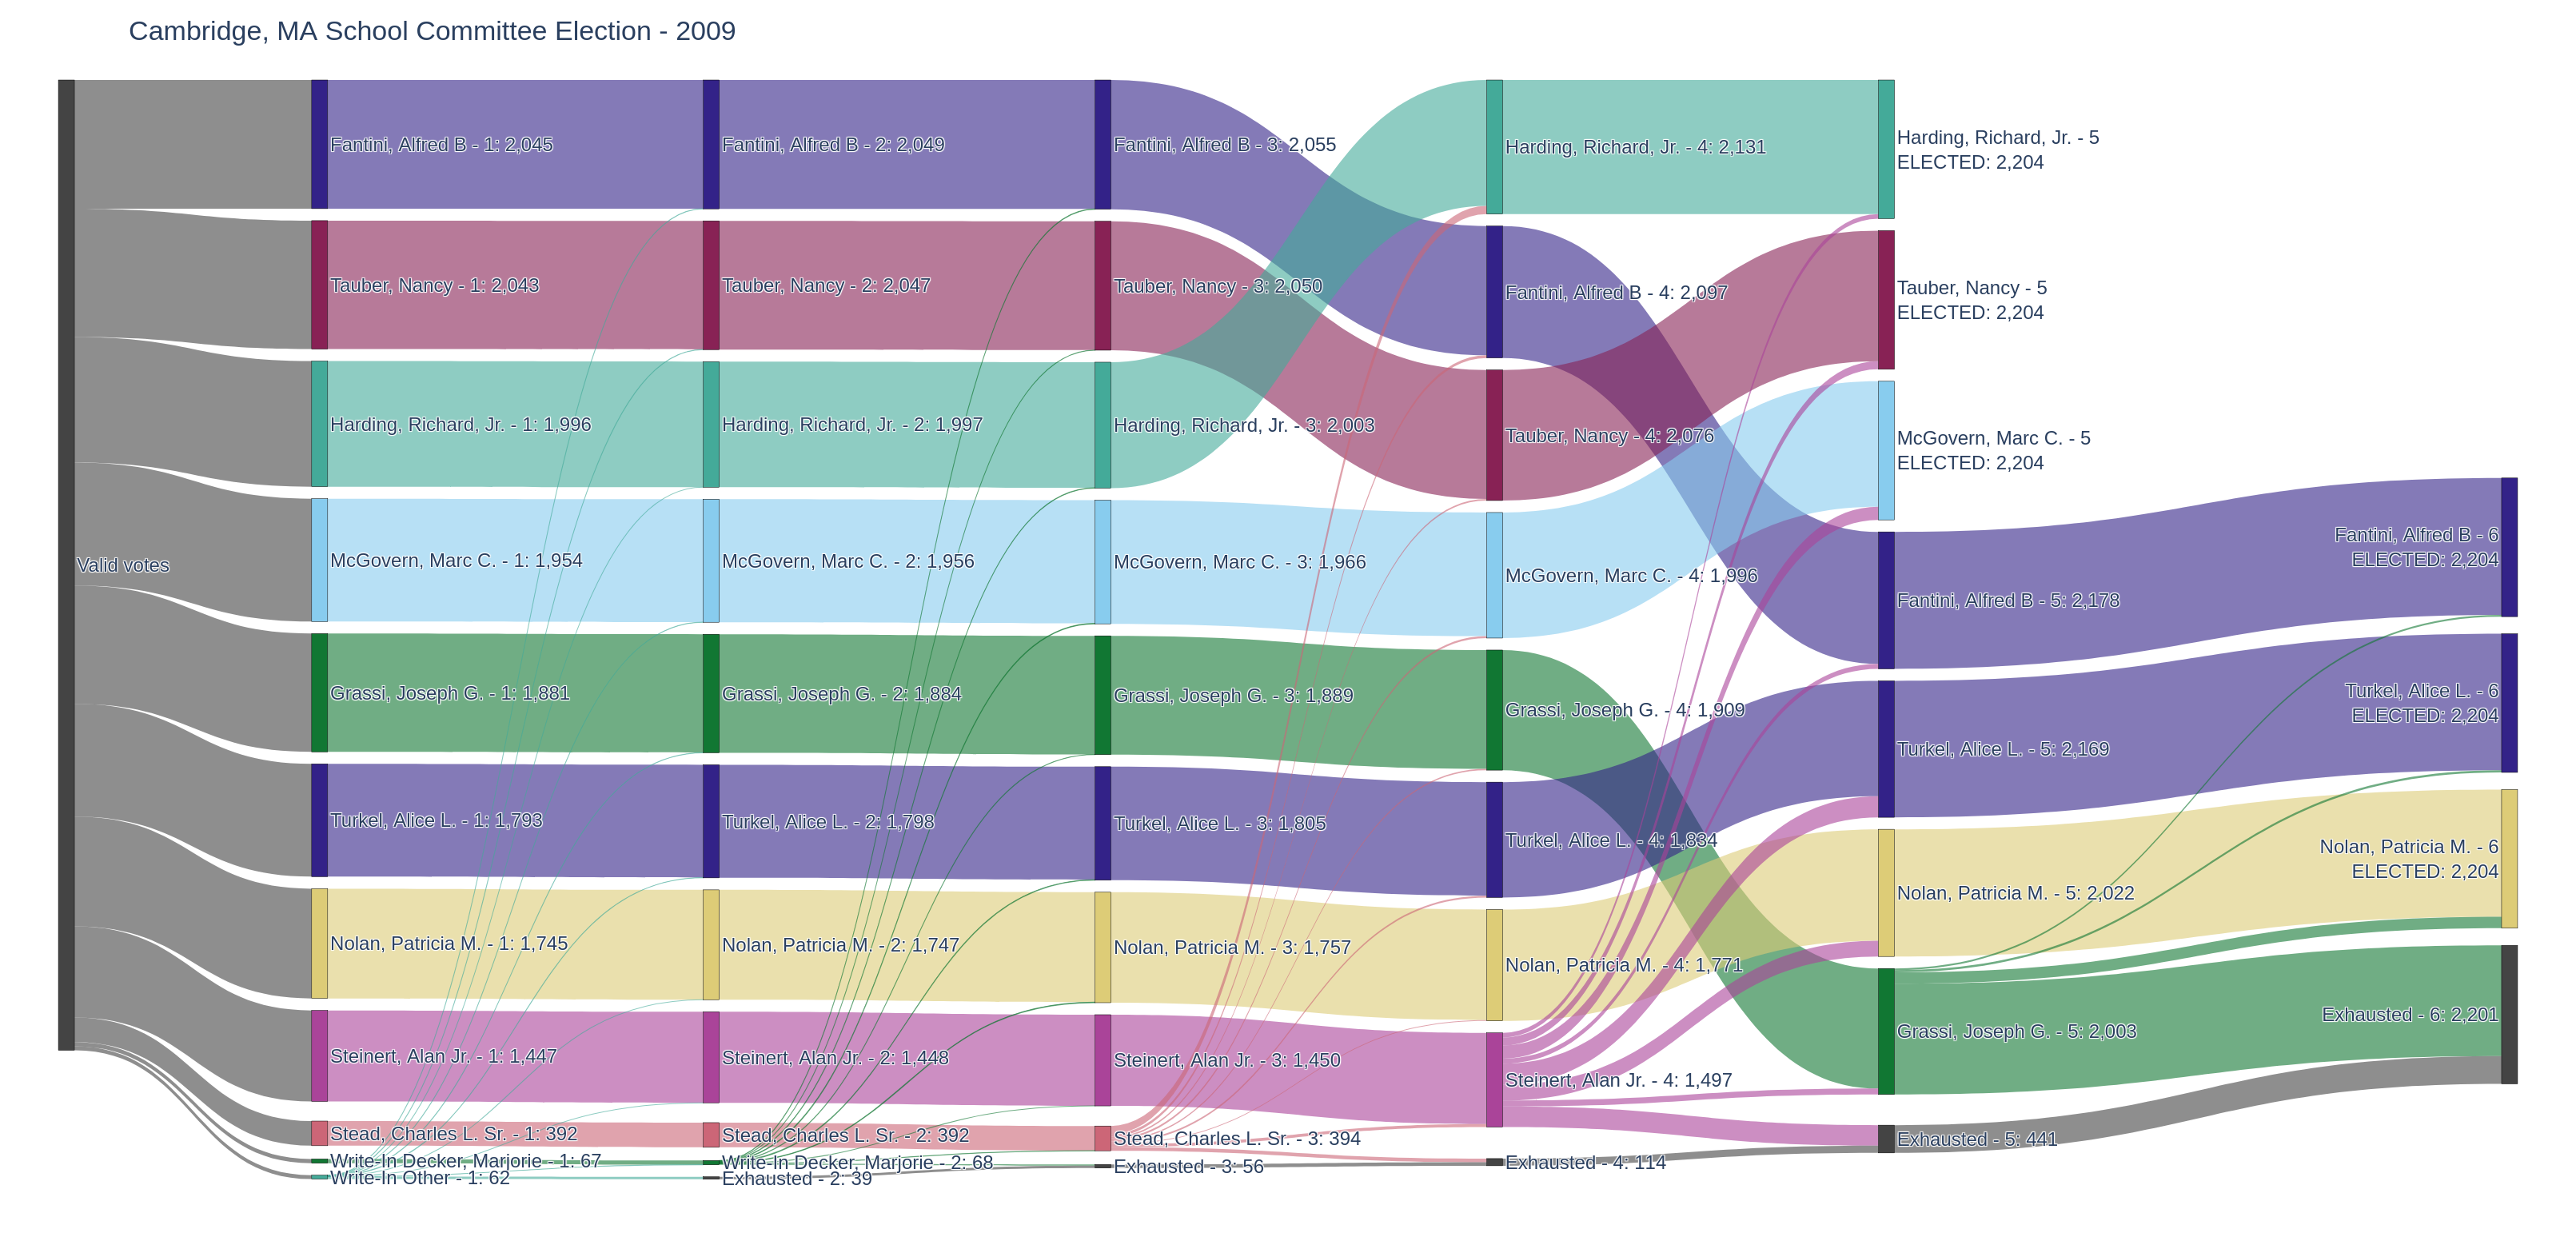 Cambridge, MA School Committee Election - 2009
Valid votes
Fantini, Alfred B - 1: 2,045
Tauber, Nancy - 1: 2,043
Harding, Richard, Jr. - 1: 1,996
McGovern, Marc C. - 1: 1,954
Grassi, Joseph G. - 1: 1,881
Turkel, Alice L. - 1: 1,793
Nolan, Patricia M. - 1: 1,745
Steinert, Alan Jr. - 1: 1,447
Stead, Charles L. Sr. - 1: 392
Write-In Decker, Marjorie - 1: 67
Write-In Other - 1: 62
Fantini, Alfred B - 2: 2,049
Tauber, Nancy - 2: 2,047
Harding, Richard, Jr. - 2: 1,997
McGovern, Marc C. - 2: 1,956
Grassi, Joseph G. - 2: 1,884
Turkel, Alice L. - 2: 1,798
Nolan, Patricia M. - 2: 1,747
Steinert, Alan Jr. - 2: 1,448
Stead, Charles L. Sr. - 2: 392
Write-In Decker, Marjorie - 2: 68
Exhausted - 2: 39
Fantini, Alfred B - 3: 2,055
Tauber, Nancy - 3: 2,050
Harding, Richard, Jr. - 3: 2,003
McGovern, Marc C. - 3: 1,966
Grassi, Joseph G. - 3: 1,889
Turkel, Alice L. - 3: 1,805
Nolan, Patricia M. - 3: 1,757
Steinert, Alan Jr. - 3: 1,450
Stead, Charles L. Sr. - 3: 394
Exhausted - 3: 56
Harding, Richard, Jr. - 4: 2,131
Fantini, Alfred B - 4: 2,097
Tauber, Nancy - 4: 2,076
McGovern, Marc C. - 4: 1,996
Grassi, Joseph G. - 4: 1,909
Turkel, Alice L. - 4: 1,834
Nolan, Patricia M. - 4: 1,771
Steinert, Alan Jr. - 4: 1,497
Exhausted - 4: 114
Harding, Richard, Jr. - 5
ELECTED: 2,204
Tauber, Nancy - 5
ELECTED: 2,204
McGovern, Marc C. - 5
ELECTED: 2,204
Fantini, Alfred B - 5: 2,178
Turkel, Alice L. - 5: 2,169
Nolan, Patricia M. - 5: 2,022
Grassi, Joseph G. - 5: 2,003
Exhausted - 5: 441
Fantini, Alfred B - 6
ELECTED: 2,204
Turkel, Alice L. - 6
ELECTED: 2,204
Nolan, Patricia M. - 6
ELECTED: 2,204
Exhausted - 6: 2,201